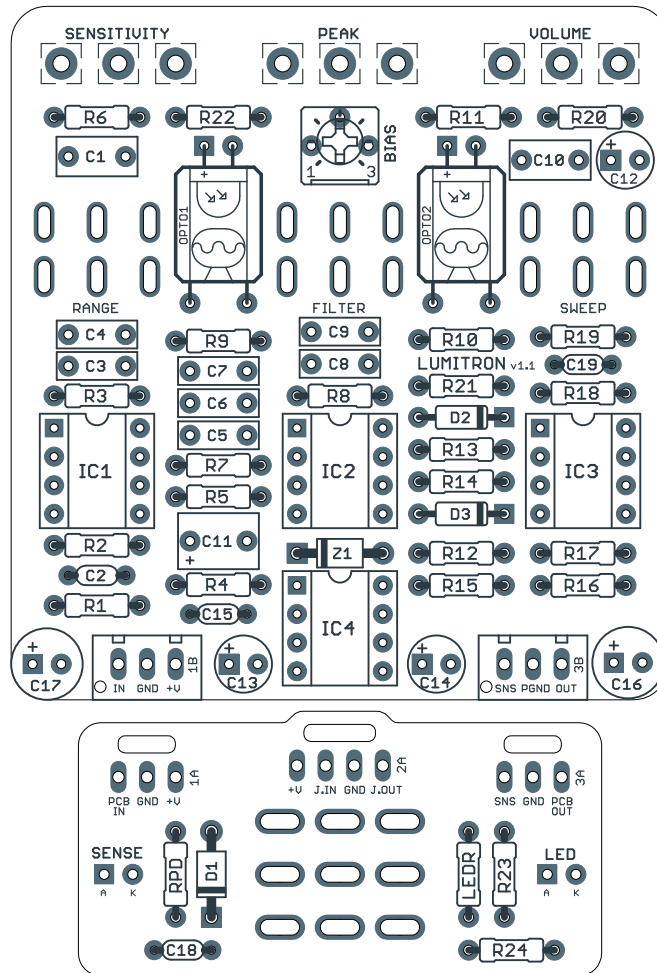 SENSITIVITY PEAK VOLUME
R6 R22 R11 R20
C1 1 3 BIAS C10 + C12
+ OPTO1 + OPTO2
RANGE FILTER SWEEP
C4 C9 R19
R9 R10
C3 C7 C8 LUMITRON v1.1 C19
R3 C6 R8 R21 R18
C5 D2
IC1 R7 IC2 R13 IC3
R5 R14
C11 + D3
R2 Z1 R12 R17
C2 R4 R15 R16
R1 C15 IC4
+ C17 IN GND +V 1B + C13 + C14 SNS PGND OUT 3B + C16
+V J.IN GND J.OUT 2A
PCB IN GND +V 1A
SNS GND PCB OUT 3A
SENSE A K
RPD D1 LEDR R23
LED A K
C18 R24